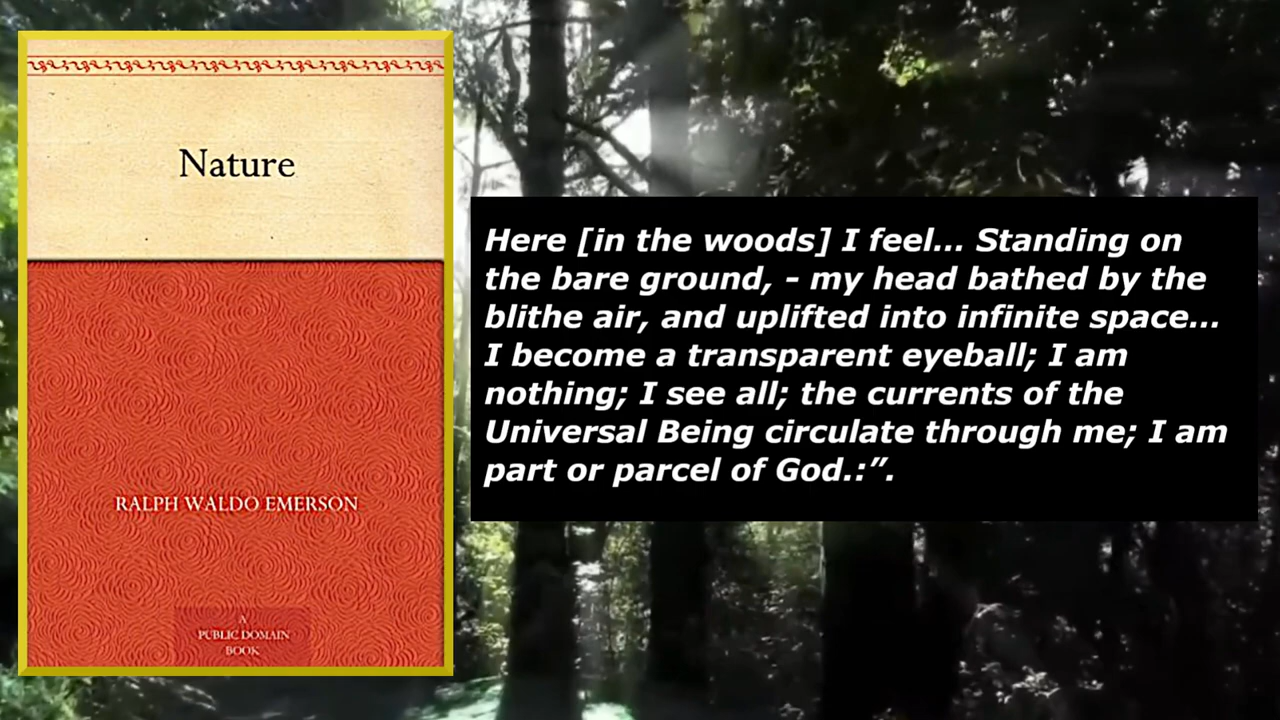 Nature
RALPH WALDO EMERSON
A
PUBLIC DOMAIN
BOOK
Here [in the woods] I feel... Standing on
the bare ground, - my head bathed by the
blithe air, and uplifted into infinite space...
I become a transparent eyeball; I am
nothing; I see all; the currents of the
Universal Being circulate through me; I am
part or parcel of God.:”.